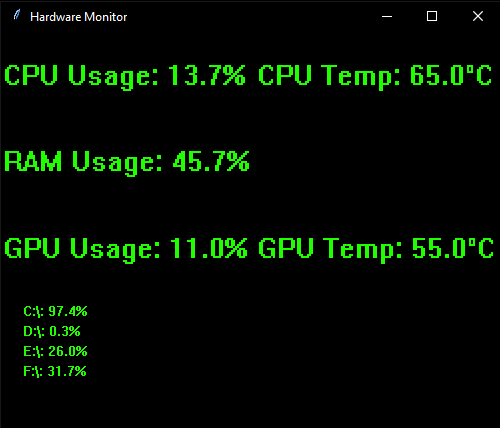 Hardware Monitor
CPU Usage: 13.7% CPU Temp: 65.0°C
RAM Usage: 45.7%
GPU Usage: 11.0% GPU Temp: 55.0°C
C:\: 97.4%
D:\: 0.3%
E:\: 26.0%
F:\: 31.7%